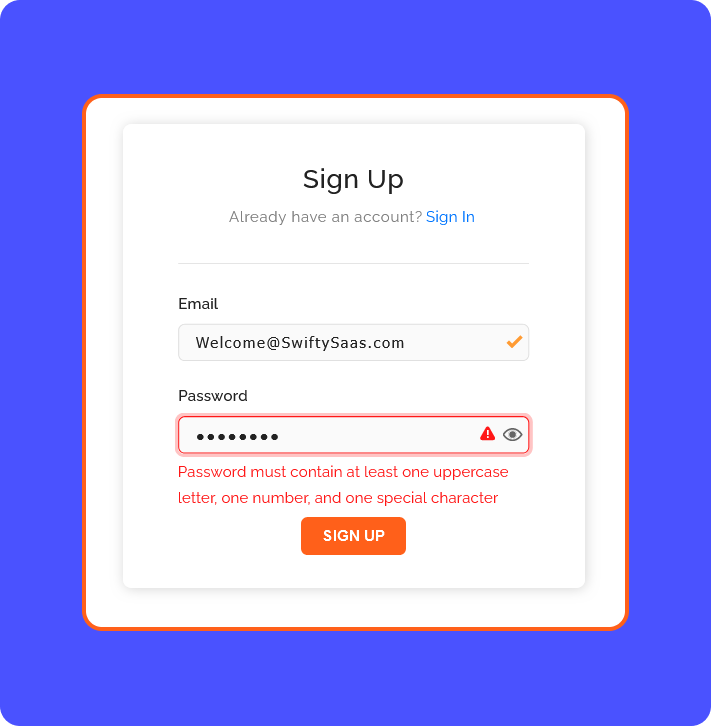 Sign Up
Already have an account? Sign In
Email
Welcome@SwiftySaas.com
Password
••••••••
Password must contain at least one uppercase
letter, one number, and one special character
SIGN UP